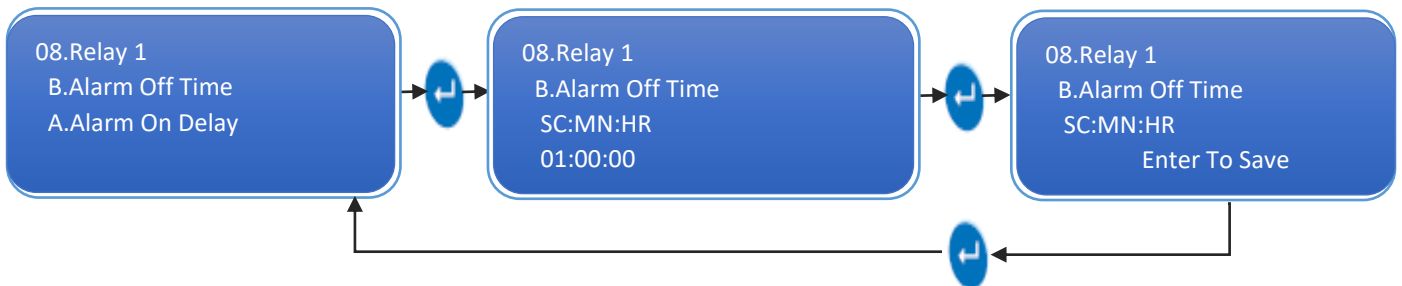 08.Relay 1
B.Alarm Off Time
A.Alarm On Delay
08.Relay 1
B.Alarm Off Time
SC:MN:HR
01:00:00
08.Relay 1
B.Alarm Off Time
SC:MN:HR
Enter To Save